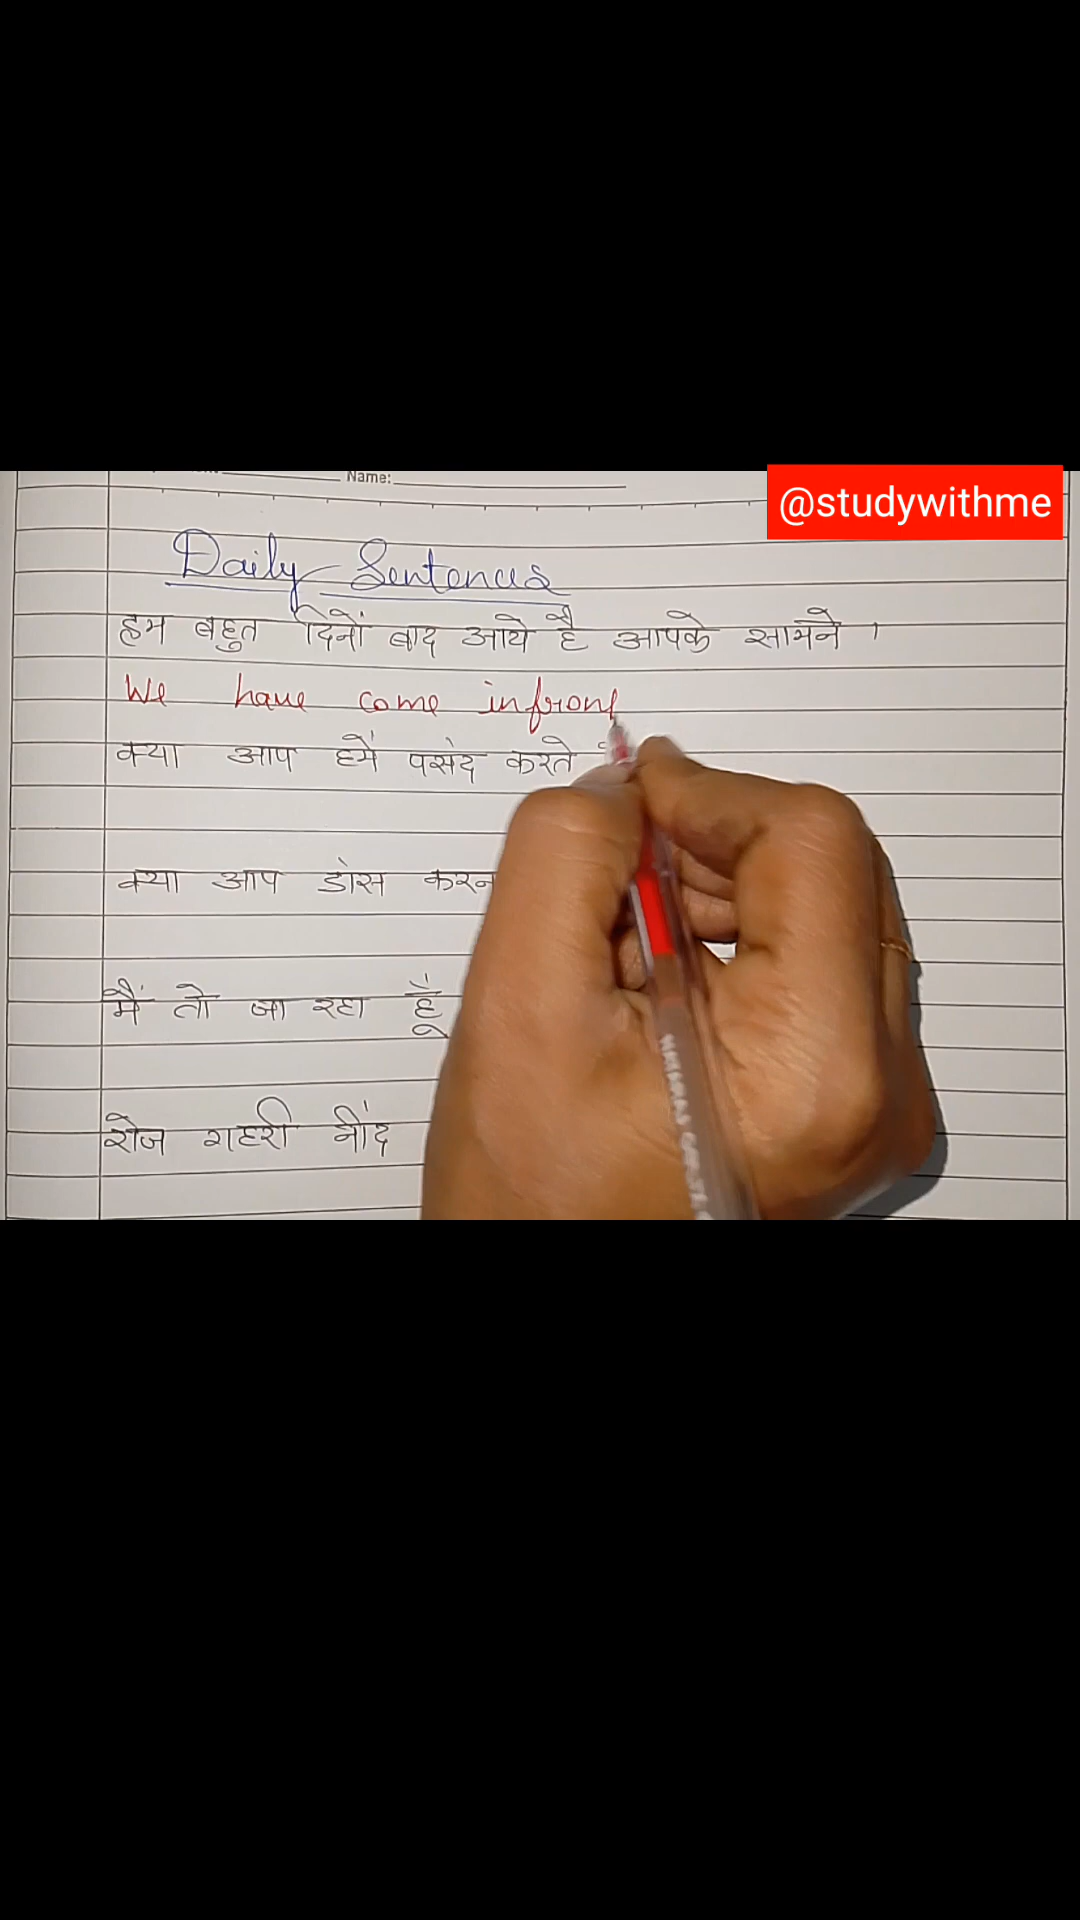 Name:
@studywithme
Daily Sentences
हम बहुत दिनों बाद आये है आपके सामने ।
We have come infront
क्या आप हमें पसंद करते
क्या आप डांस करन
मैं तो जा रहा हूँ
रोज गहरी नींद